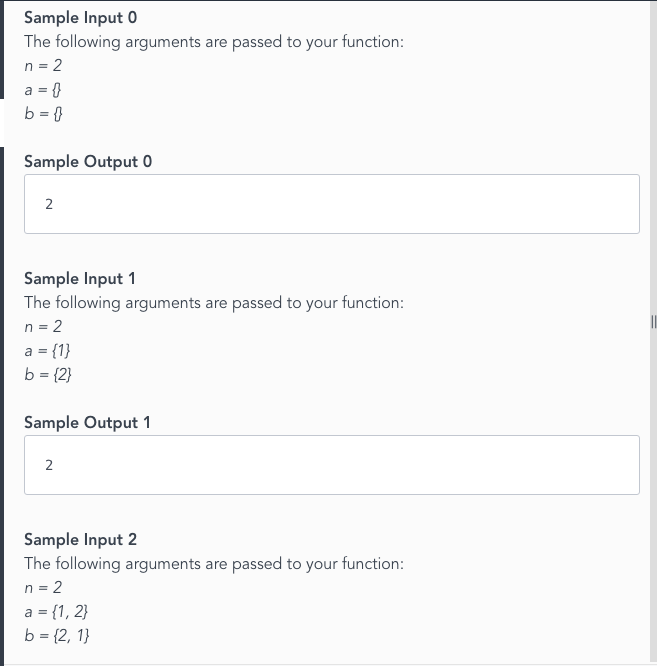 Sample Input 0
The following arguments are passed to your function:
n = 2
a = {}
b = {}
Sample Output 0
2
Sample Input 1
The following arguments are passed to your function:
n = 2
a = {1}
b = {2}
Sample Output 1
2
Sample Input 2
The following arguments are passed to your function:
n = 2
a = {1, 2}
b = {2, 1}